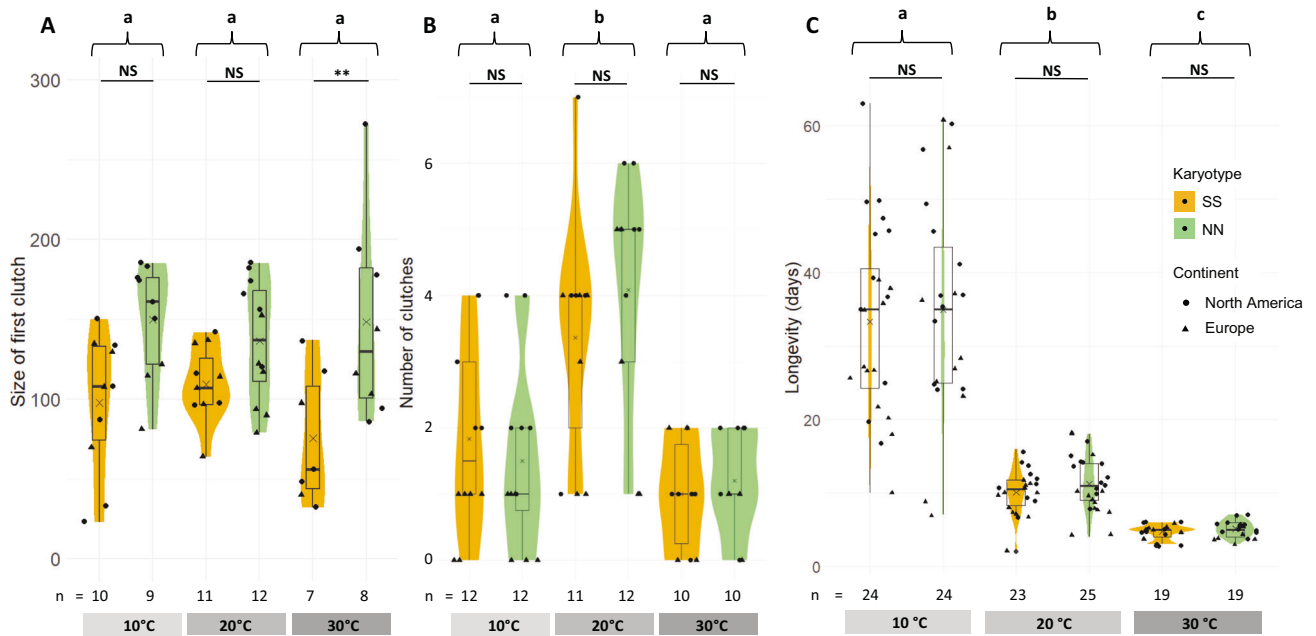 A
a
a
a
NS
NS
**
Size of first clutch
300
200
100
0
n = 10 9 11 12 7 8
10°C 20°C 30°C
B
a
b
a
NS
NS
NS
Number of clutches
6
4
2
0
n = 12 12 11 12 10 10
10°C 20°C 30°C
C
a
b
c
NS
NS
NS
Longevity (days)
60
40
20
0
n = 24 24 23 25 19 19
10 °C 20 °C 30 °C
Karyotype
SS
NN
Continent
North America
Europe